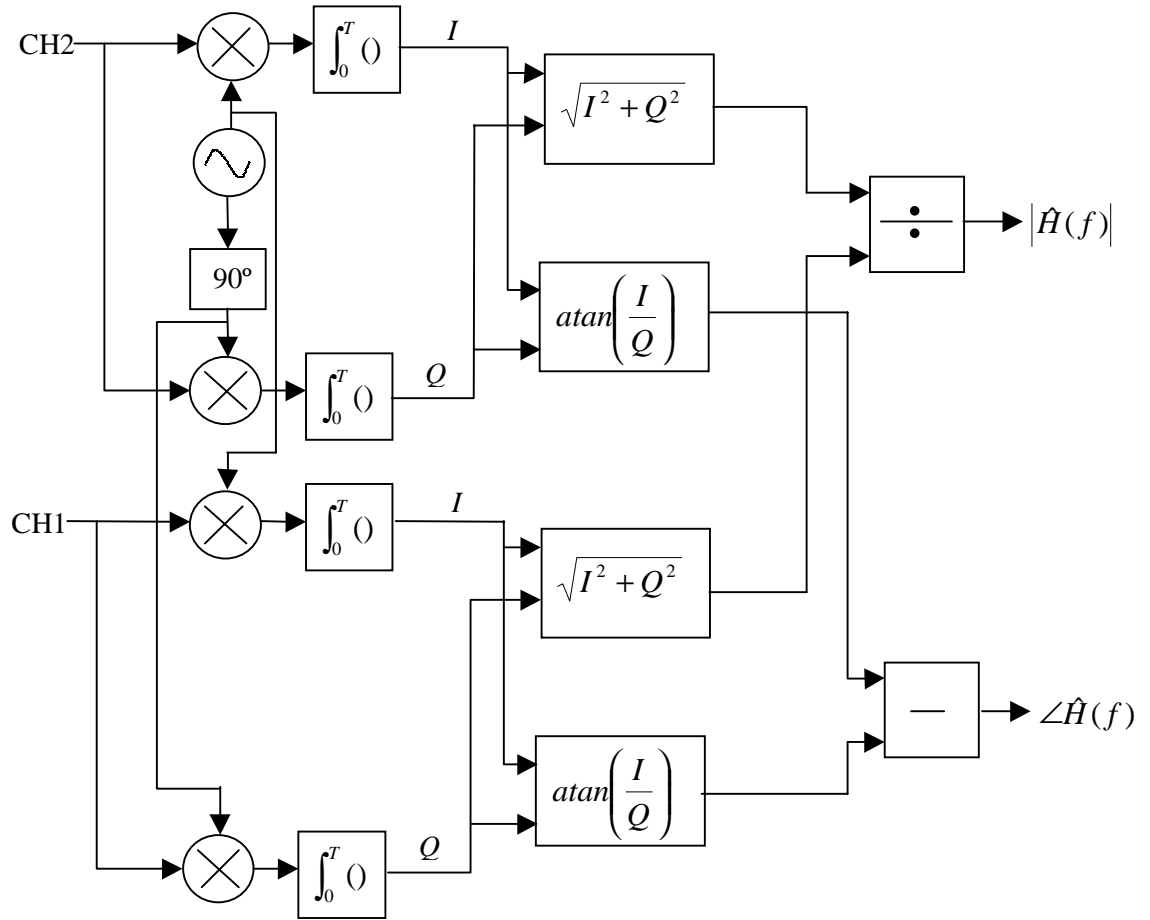 CH2
∫₀ᵀ ()
I
√(I² + Q²)
÷
|Ĥ(f)|
90º
atan(I/Q)
∫₀ᵀ ()
Q
CH1
∫₀ᵀ ()
I
√(I² + Q²)
—
∠Ĥ(f)
atan(I/Q)
∫₀ᵀ ()
Q